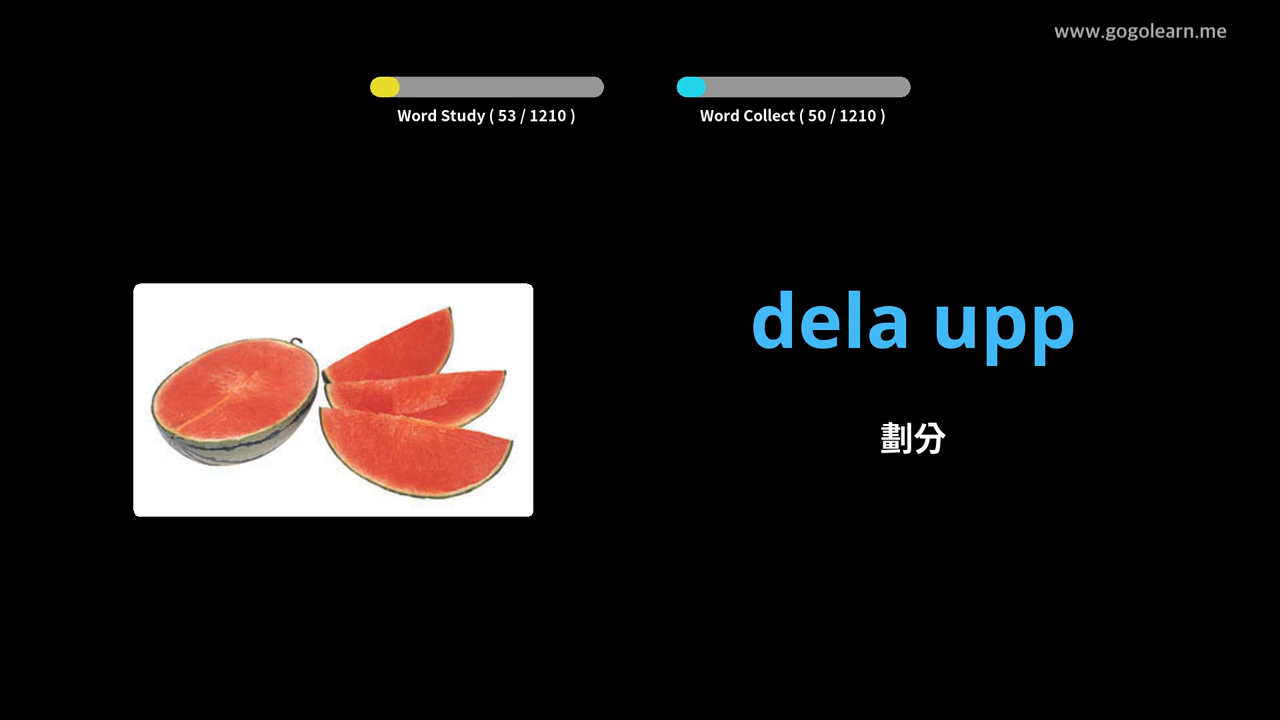 www.gogolearn.me
Word Study ( 53 / 1210 )
Word Collect ( 50 / 1210 )
dela upp
劃分